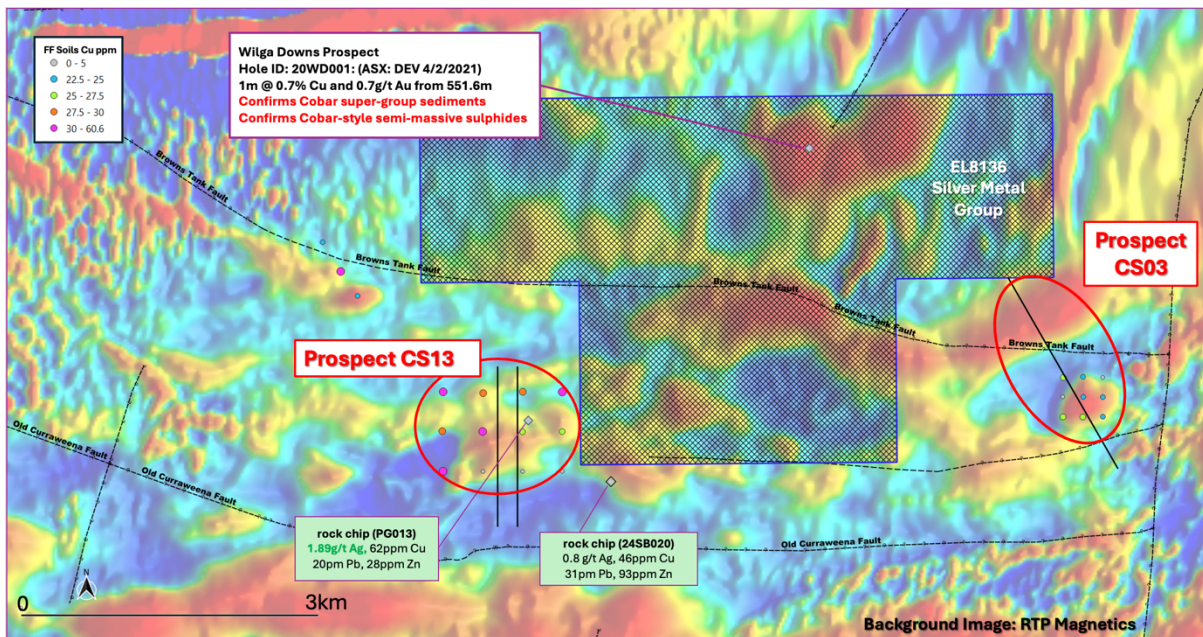 FF Soils Cu ppm
0 - 5
22.5 - 25
25 - 27.5
27.5 - 30
30 - 60.6
Wilga Downs Prospect
Hole ID: 20WD001: (ASX: DEV 4/2/2021)
1m @ 0.7% Cu and 0.7g/t Au from 551.6m
Confirms Cobar super-group sediments
Confirms Cobar-style semi-massive sulphides
EL8136
Silver Metal
Group
Prospect
CS03
Browns Tank Fault
Browns Tank Fault
Browns Tank Fault
Browns Tank Fault
Browns Tank Fault
Prospect CS13
Old Curraweena Fault
Old Curraweena Fault
Old Curraweena Fault
rock chip (PG013)
1.89g/t Ag, 62ppm Cu
20pm Pb, 28ppm Zn
rock chip (24SB020)
0.8 g/t Ag, 46ppm Cu
31pm Pb, 93ppm Zn
N
0
3km
Background Image: RTP Magnetics